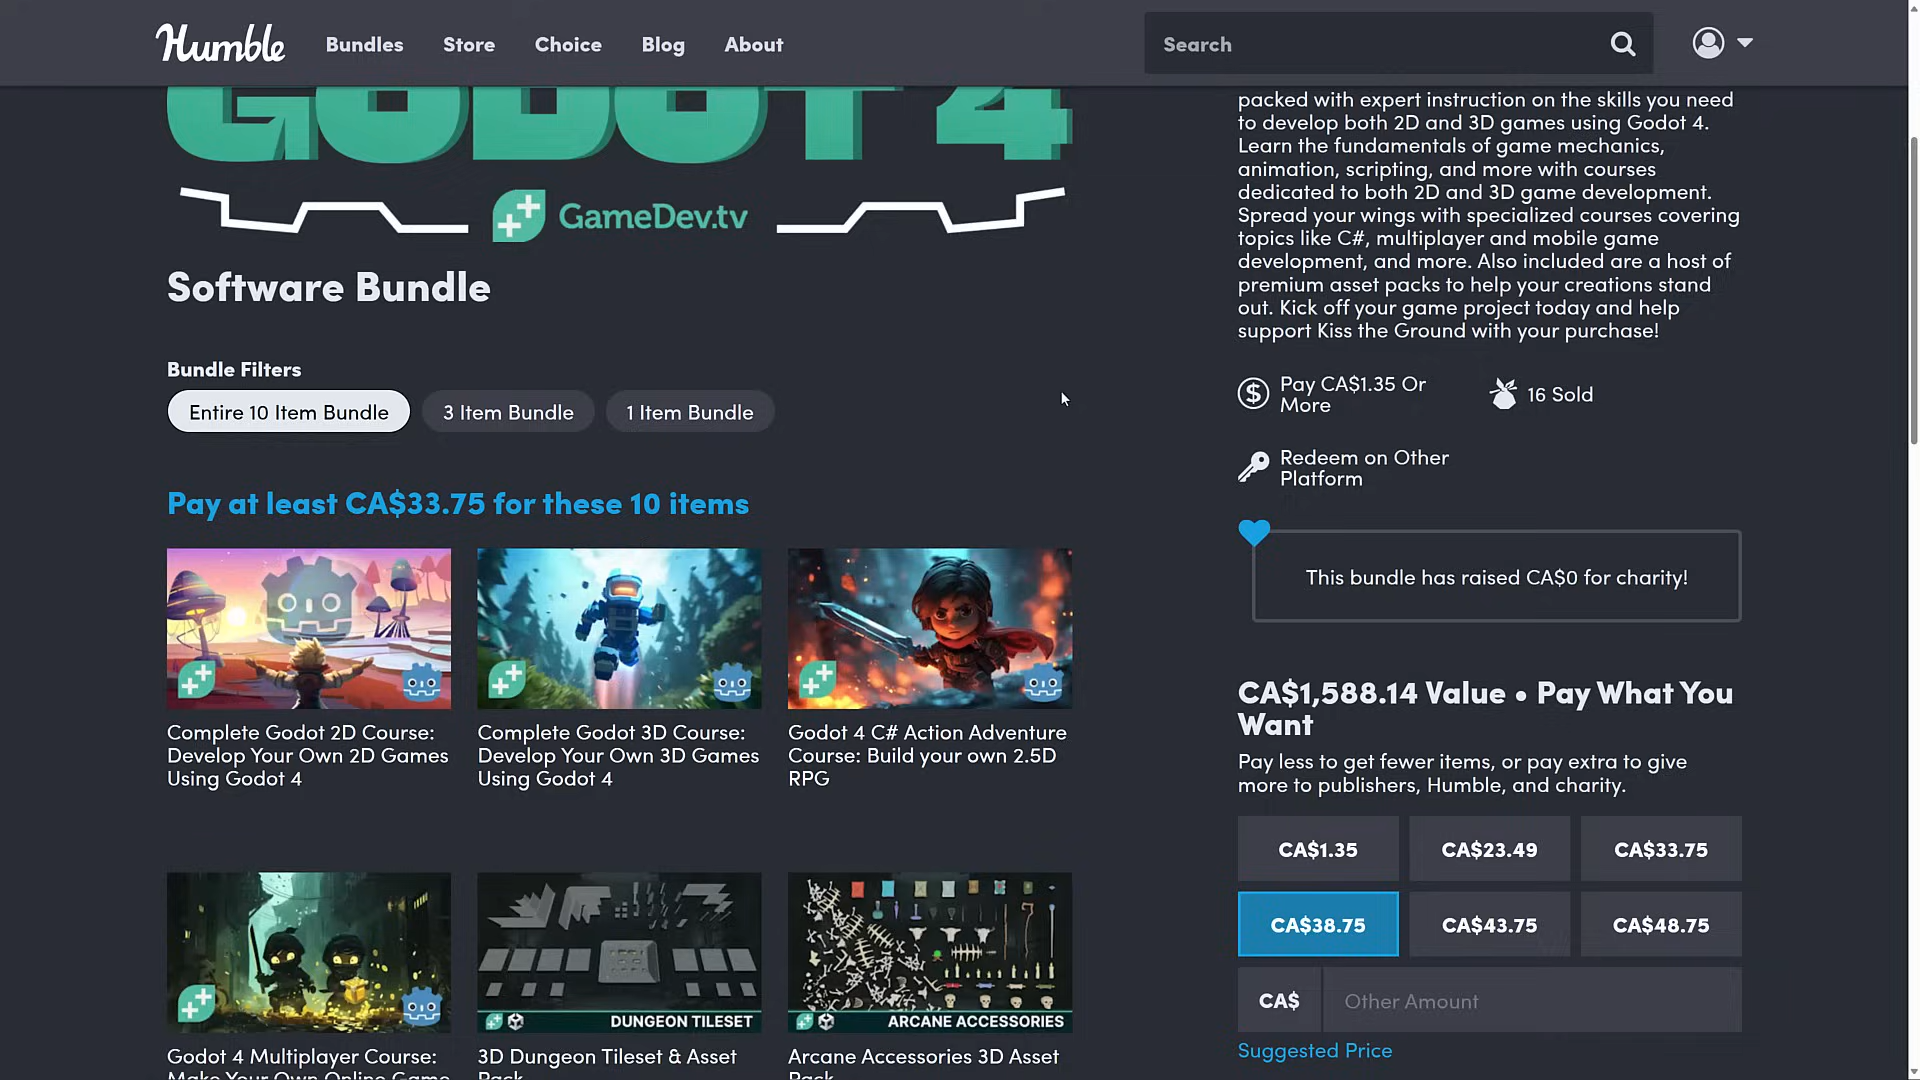 Humble
Bundles
Store
Choice
Blog
About
Search
GODOT 4
GameDev.tv
Software Bundle
Bundle Filters
Entire 10 Item Bundle
3 Item Bundle
1 Item Bundle
Pay at least CA$33.75 for these 10 items
Complete Godot 2D Course:
Develop Your Own 2D Games
Using Godot 4
Complete Godot 3D Course:
Develop Your Own 3D Games
Using Godot 4
Godot 4 C# Action Adventure
Course: Build your own 2.5D
RPG
DUNGEON TILESET
ARCANE ACCESSORIES
Godot 4 Multiplayer Course:
Make Your Own Online Game
3D Dungeon Tileset & Asset
Pack
Arcane Accessories 3D Asset
Pack
packed with expert instruction on the skills you need
to develop both 2D and 3D games using Godot 4.
Learn the fundamentals of game mechanics,
animation, scripting, and more with courses
dedicated to both 2D and 3D game development.
Spread your wings with specialized courses covering
topics like C#, multiplayer and mobile game
development, and more. Also included are a host of
premium asset packs to help your creations stand
out. Kick off your game project today and help
support Kiss the Ground with your purchase!
Pay CA$1.35 Or
More
16 Sold
Redeem on Other
Platform
This bundle has raised CA$0 for charity!
CA$1,588.14 Value • Pay What You
Want
Pay less to get fewer items, or pay extra to give
more to publishers, Humble, and charity.
CA$1.35
CA$23.49
CA$33.75
CA$38.75
CA$43.75
CA$48.75
CA$
Other Amount
Suggested Price